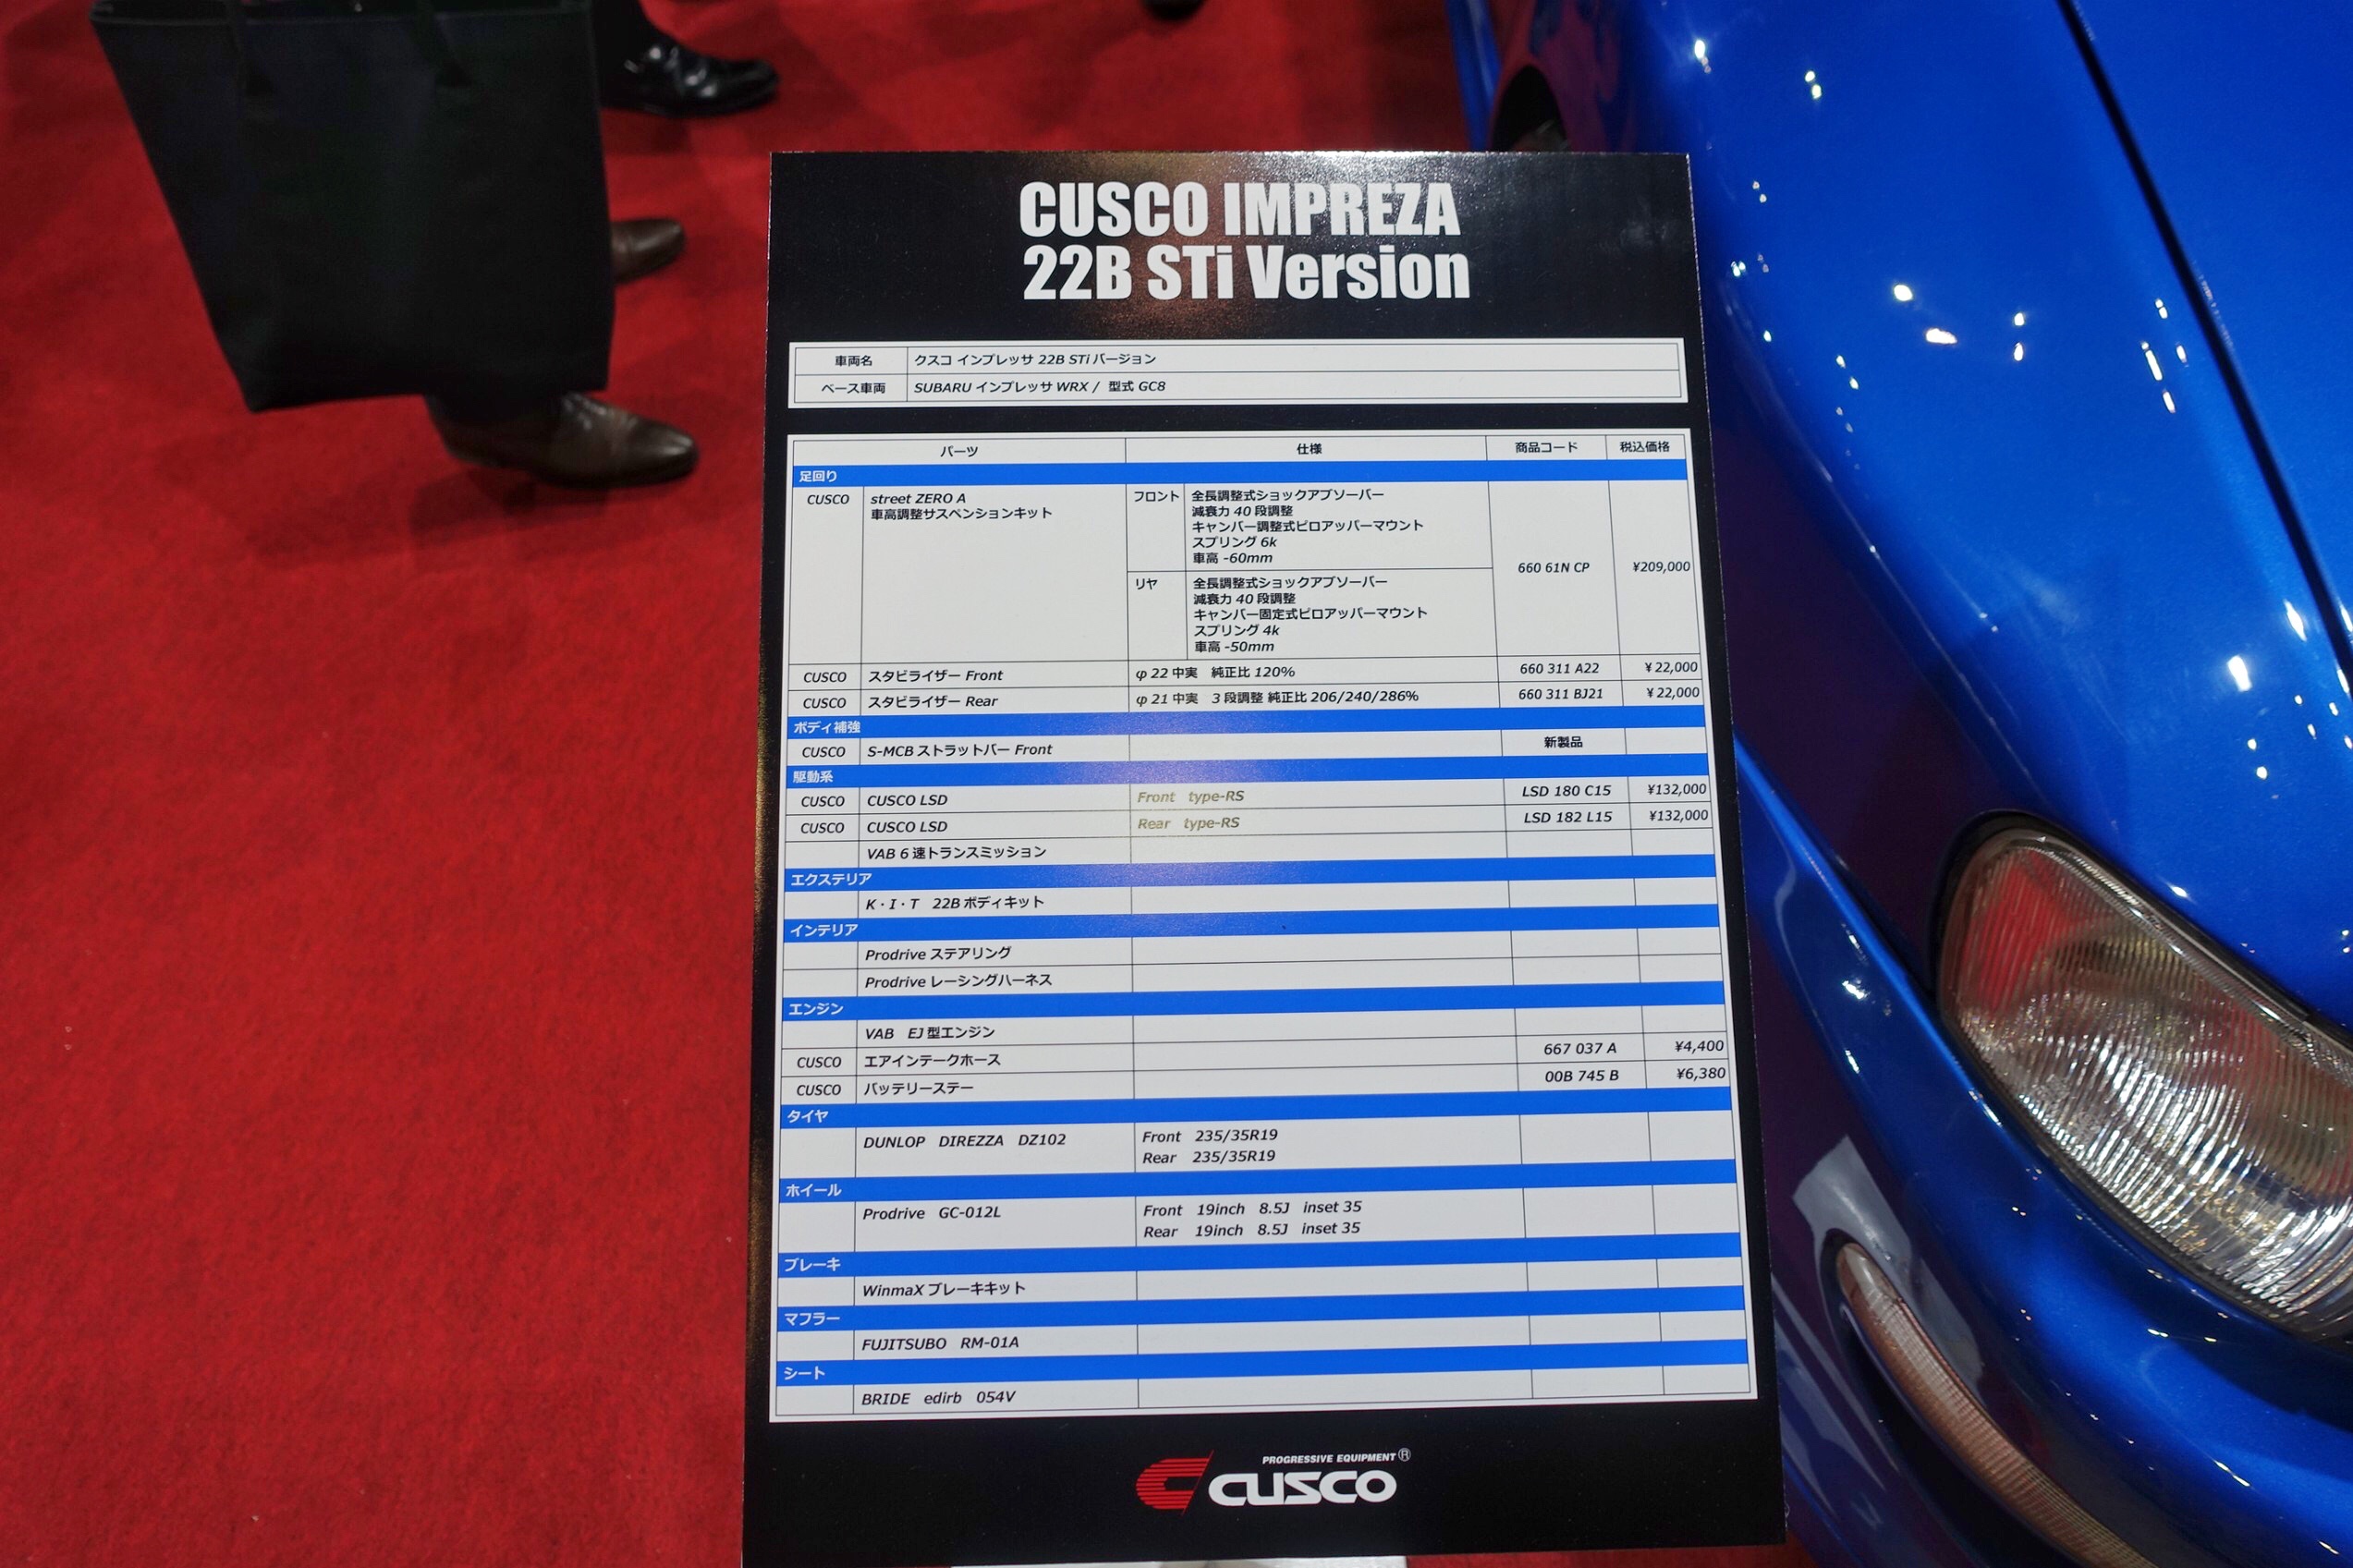 CUSCO IMPREZA
22B STi Version
車両名 クスコ インプレッサ 22B STi バージョン
ベース車両 SUBARU インプレッサ WRX / 型式 GC8
パーツ 仕様 商品コード 税込価格
足回り
CUSCO street ZERO A
車高調整サスペンションキット
フロント 全長調整式ショックアブソーバー
減衰力 40 段調整
キャンバー調整式ピロアッパーマウント
スプリング 6k
車高 -60mm
リヤ 全長調整式ショックアブソーバー
減衰力 40 段調整
キャンバー固定式ピロアッパーマウント
スプリング 4k
車高 -50mm
660 61N CP ¥209,000
CUSCO スタビライザー Front φ 22 中実 純正比 120% 660 311 A22 ¥ 22,000
CUSCO スタビライザー Rear φ 21 中実 3 段調整 純正比 206/240/286% 660 311 BJ21 ¥ 22,000
ボディ補強
CUSCO S-MCB ストラットバー Front 新製品
駆動系
CUSCO CUSCO LSD Front type-RS LSD 180 C15 ¥132,000
CUSCO CUSCO LSD Rear type-RS LSD 182 L15 ¥132,000
VAB 6 速トランスミッション
エクステリア
K・I・T 22B ボディキット
インテリア
Prodrive ステアリング
Prodrive レーシングハーネス
エンジン
VAB EJ 型エンジン
CUSCO エアインテークホース 667 037 A ¥4,400
CUSCO バッテリーステー 00B 745 B ¥6,380
タイヤ
DUNLOP DIREZZA DZ102 Front 235/35R19
Rear 235/35R19
ホイール
Prodrive GC-012L Front 19inch 8.5J inset 35
Rear 19inch 8.5J inset 35
ブレーキ
WinmaX ブレーキキット
マフラー
FUJITSUBO RM-01A
シート
BRIDE edirb 054V
PROGRESSIVE EQUIPMENT ®
CUSCO